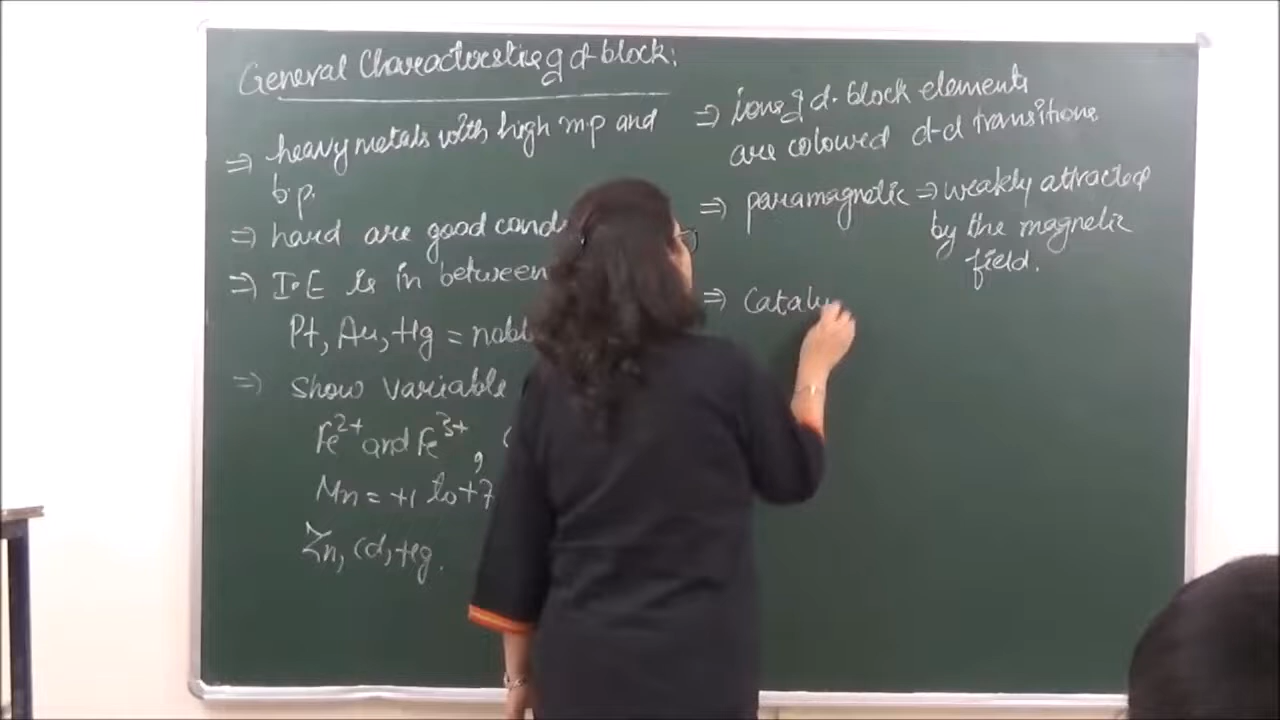 General Characteristic of d-block:
⇒ heavy metals with high m.p and
b.p.
⇒ hard are good cond
⇒ I.E is in between
Pt, Au, Hg = nobl
⇒ show variable
Fe2+ and Fe3+,
Mn = +1 to +7
Zn, Cd, Hg.
⇒ ions of d-block elements
are coloured d-d transitions
⇒ paramagnetic ⇒ weakly attracted
by the magnetic
field.
⇒ Cataly